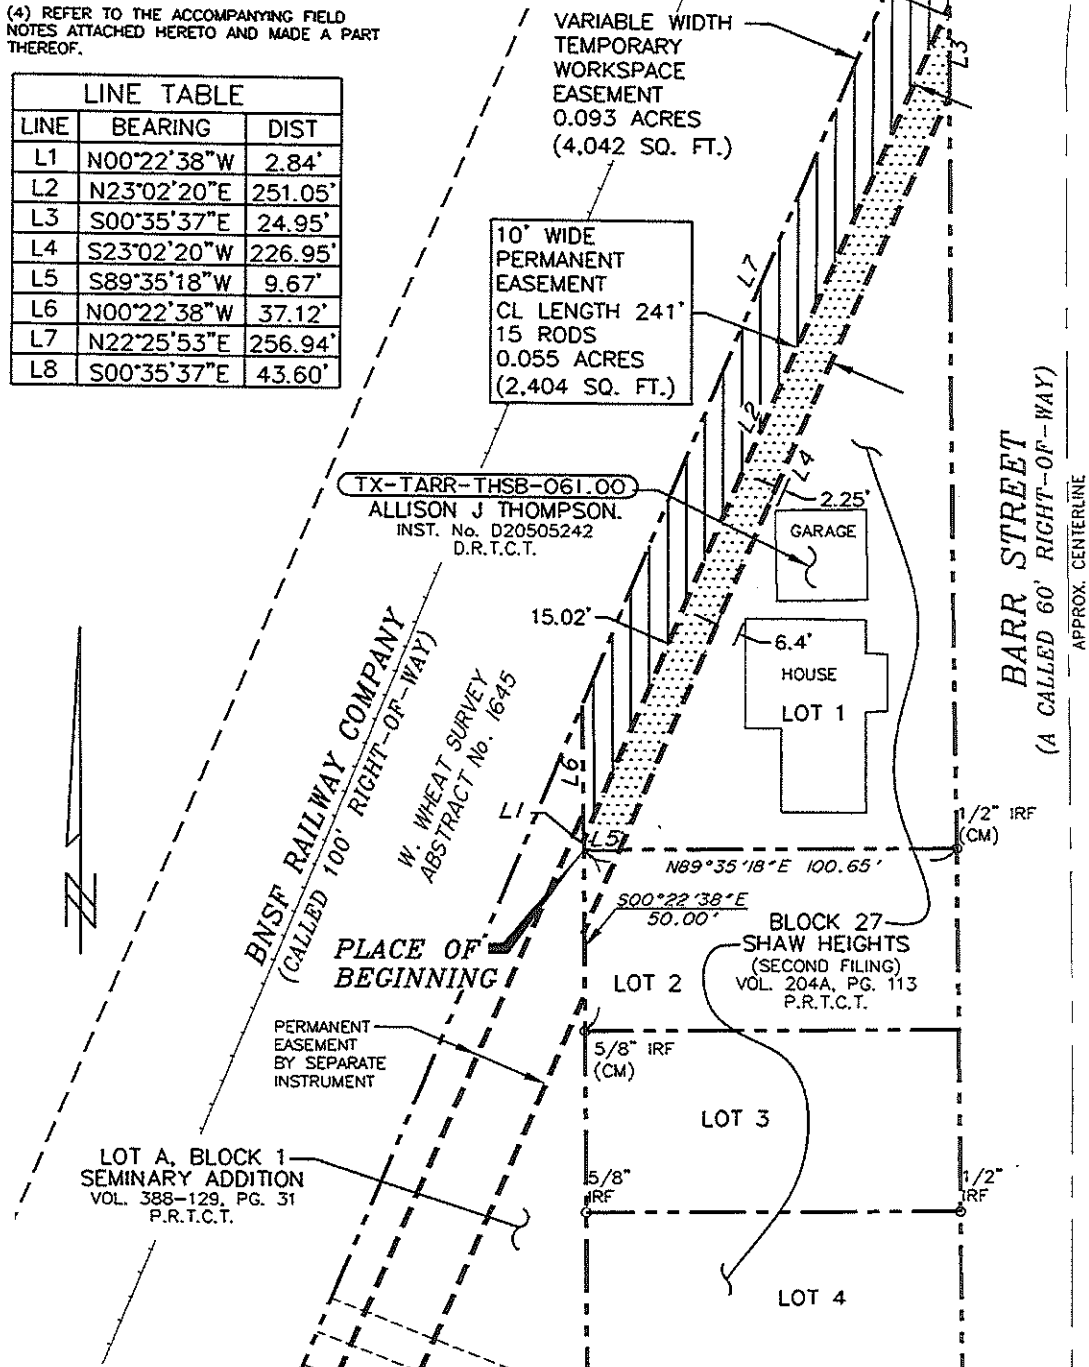 (4) REFER TO THE ACCOMPANYING FIELD
NOTES ATTACHED HERETO AND MADE A PART
THEREOF.
LINE TABLE
LINE BEARING DIST
L1 N00°22'38"W 2.84'
L2 N23°02'20"E 251.05'
L3 S00°35'37"E 24.95'
L4 S23°02'20"W 226.95'
L5 S89°35'18"W 9.67'
L6 N00°22'38"W 37.12'
L7 N22°25'53"E 256.94'
L8 S00°35'37"E 43.60'
VARIABLE WIDTH
TEMPORARY
WORKSPACE
EASEMENT
0.093 ACRES
(4,042 SQ. FT.)
L3
10' WIDE
PERMANENT
EASEMENT
CL LENGTH 241'
15 RODS
0.055 ACRES
(2,404 SQ. FT.)
L7
L2
L4
TX-TARR-THSB-061.00
ALLISON J THOMPSON.
INST. No. D20505242
D.R.T.C.T.
2.25'
GARAGE
15.02'
6.4'
HOUSE
LOT 1
BARR STREET
(A CALLED 60' RIGHT-OF-WAY)
APPROX. CENTERLINE
BNSF RAILWAY COMPANY
(CALLED 100' RIGHT-OF-WAY)
W. WHEAT SURVEY
ABSTRACT No. 1645
L6
L1
L5
1/2" IRF
(CM)
N89°35'18"E 100.65'
S00°22'38"E
50.00'
N
PLACE OF
BEGINNING
BLOCK 27
SHAW HEIGHTS
(SECOND FILING)
VOL. 204A, PG. 113
P.R.T.C.T.
LOT 2
PERMANENT
EASEMENT
BY SEPARATE
INSTRUMENT
5/8" IRF
(CM)
LOT 3
LOT A, BLOCK 1
SEMINARY ADDITION
VOL. 388-129, PG. 31
P.R.T.C.T.
5/8"
IRF
1/2"
IRF
LOT 4